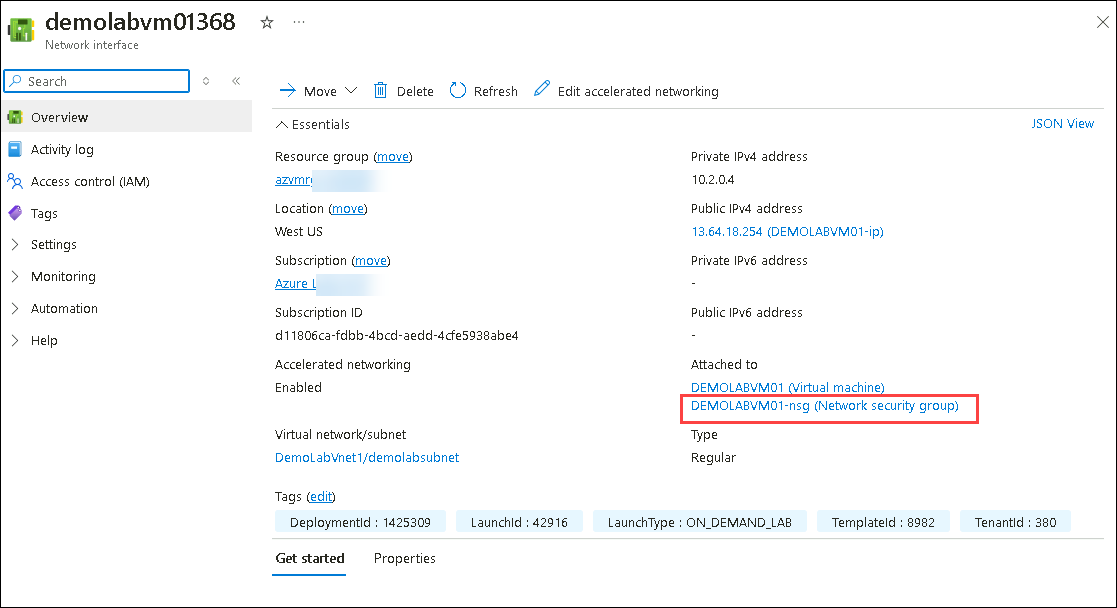 demolabvm01368
Network interface
Search
Overview
Activity log
Access control (IAM)
Tags
Settings
Monitoring
Automation
Help
Move
Delete
Refresh
Edit accelerated networking
Essentials
JSON View
Resource group (move)
Location (move)
West US
Subscription (move)
Azure
Subscription ID
d11806ca-fdbb-4bcd-aedd-4cfe5938abe4
Accelerated networking
Enabled
Virtual network/subnet
DemoLabVnet1/demolabsubnet
Private IPv4 address
10.2.0.4
Public IPv4 address
13.64.18.254 (DEMOLABVM01-ip)
Private IPv6 address
-
Public IPv6 address
-
Attached to
DEMOLABVM01 (Virtual machine)
DEMOLABVM01-nsg (Network security group)
Type
Regular
Tags (edit)
DeploymentId : 1425309
LaunchId : 42916
LaunchType : ON_DEMAND_LAB
TemplateId : 8982
TenantId : 380
Get started
Properties